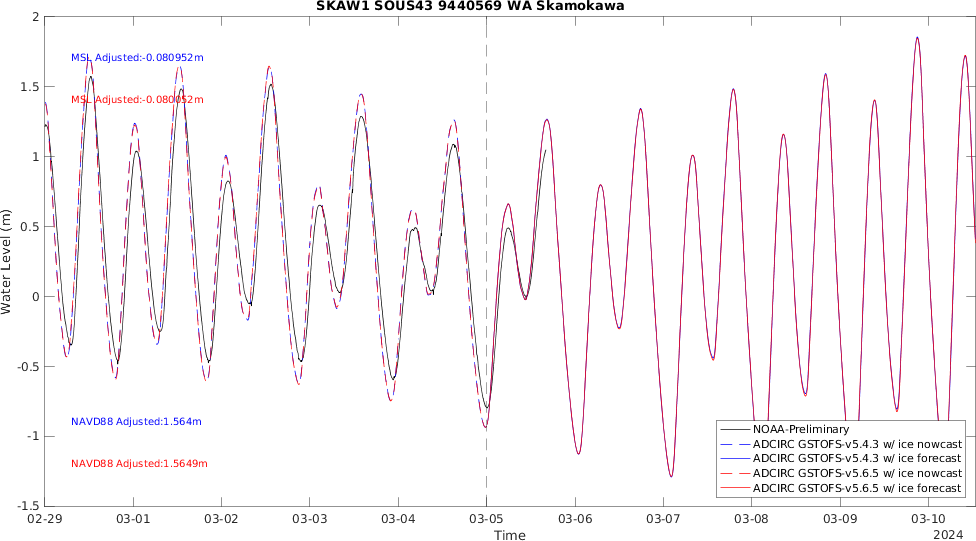 SKAW1 SOUS43 9440569 WA Skamokawa
2
1.5
1
0.5
0
-0.5
-1
-1.5
Water Level (m)
MSL Adjusted:-0.080952m
MSL Adjusted:-0.080052m
NAVD88 Adjusted:1.564m
NAVD88 Adjusted:1.5649m
NOAA-Preliminary
ADCIRC GSTOFS-v5.4.3 w/ ice nowcast
ADCIRC GSTOFS-v5.4.3 w/ ice forecast
ADCIRC GSTOFS-v5.6.5 w/ ice nowcast
ADCIRC GSTOFS-v5.6.5 w/ ice forecast
02-29 03-01 03-02 03-03 03-04 03-05 03-06 03-07 03-08 03-09 03-10
Time
2024